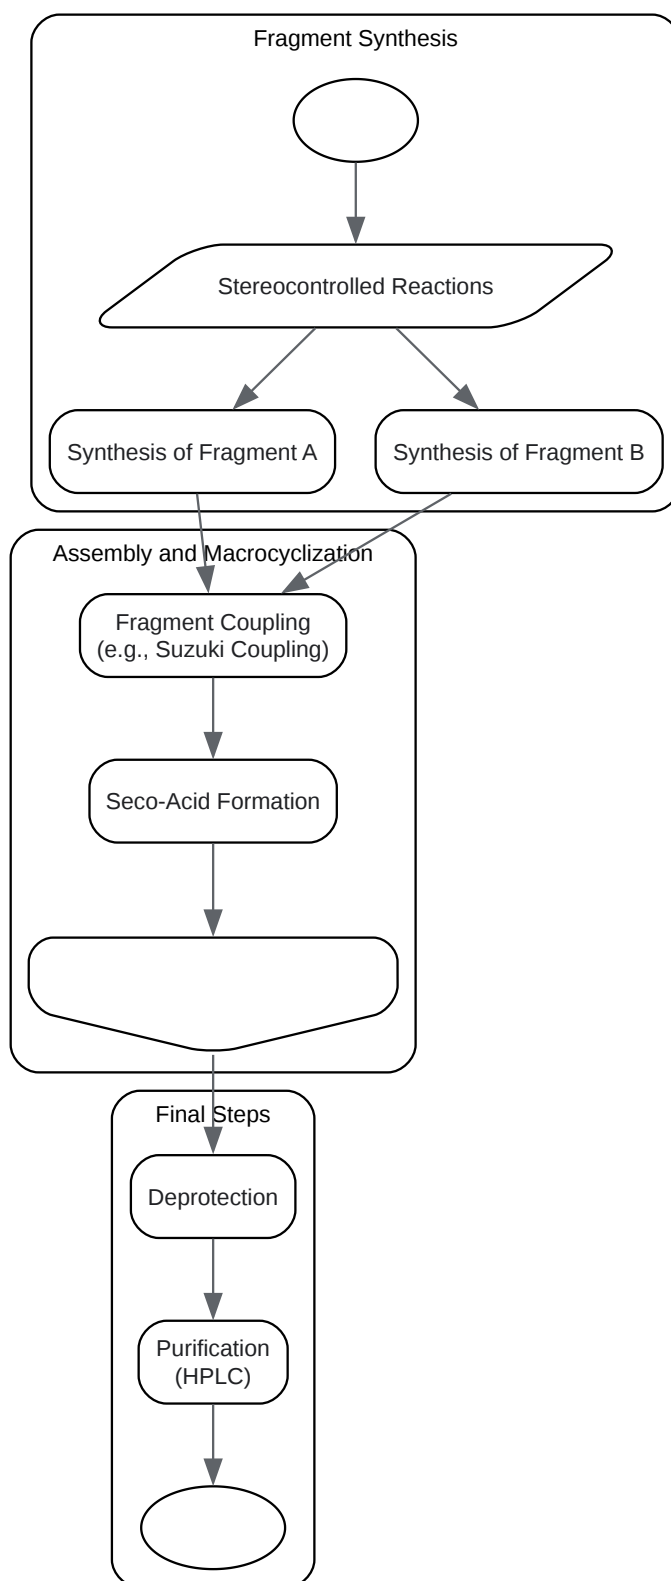 Fragment Synthesis
Stereocontrolled Reactions
Synthesis of Fragment A
Synthesis of Fragment B
Assembly and Macrocyclization
Fragment Coupling
(e.g., Suzuki Coupling)
Seco-Acid Formation
Final Steps
Deprotection
Purification
(HPLC)